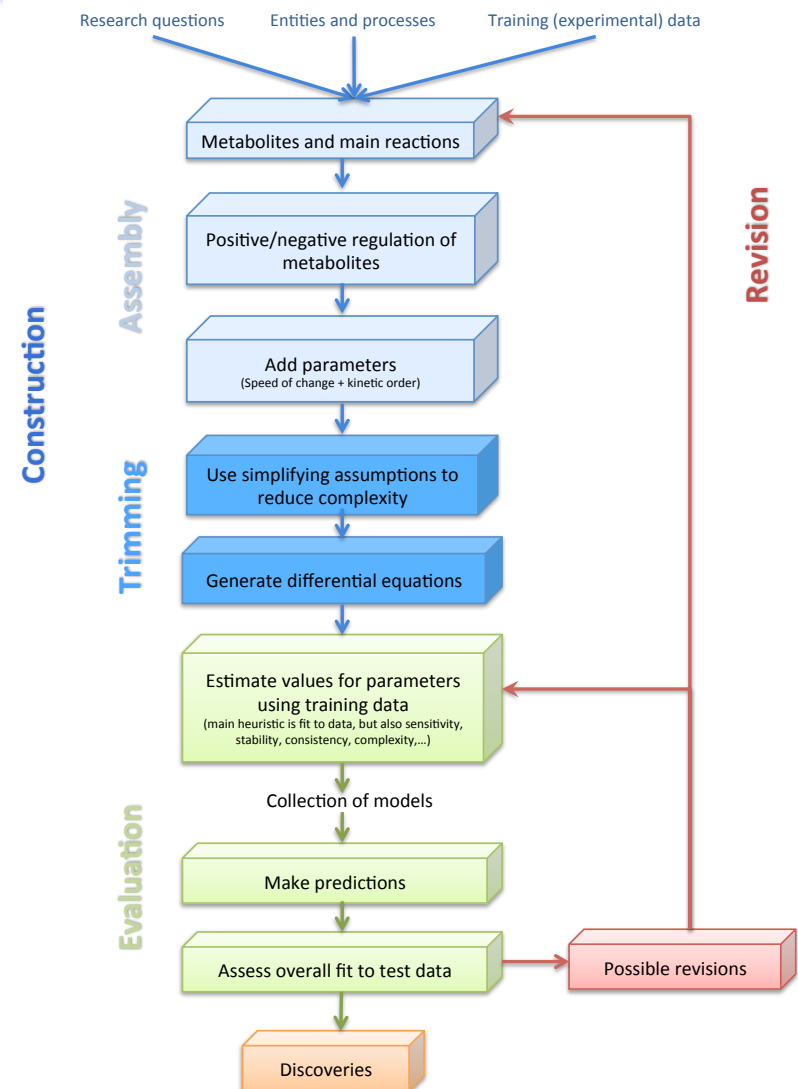 Research questions
Entities and processes
Training (experimental) data
Metabolites and main reactions
Assembly
Revision
Positive/negative regulation of
metabolites
Construction
Add parameters
(Speed of change + kinetic order)
Trimming
Use simplifying assumptions to
reduce complexity
Generate differential equations
Estimate values for parameters
using training data
(main heuristic is fit to data, but also sensitivity,
stability, consistency, complexity,...)
Collection of models
Evaluation
Make predictions
Assess overall fit to test data
Possible revisions
Discoveries